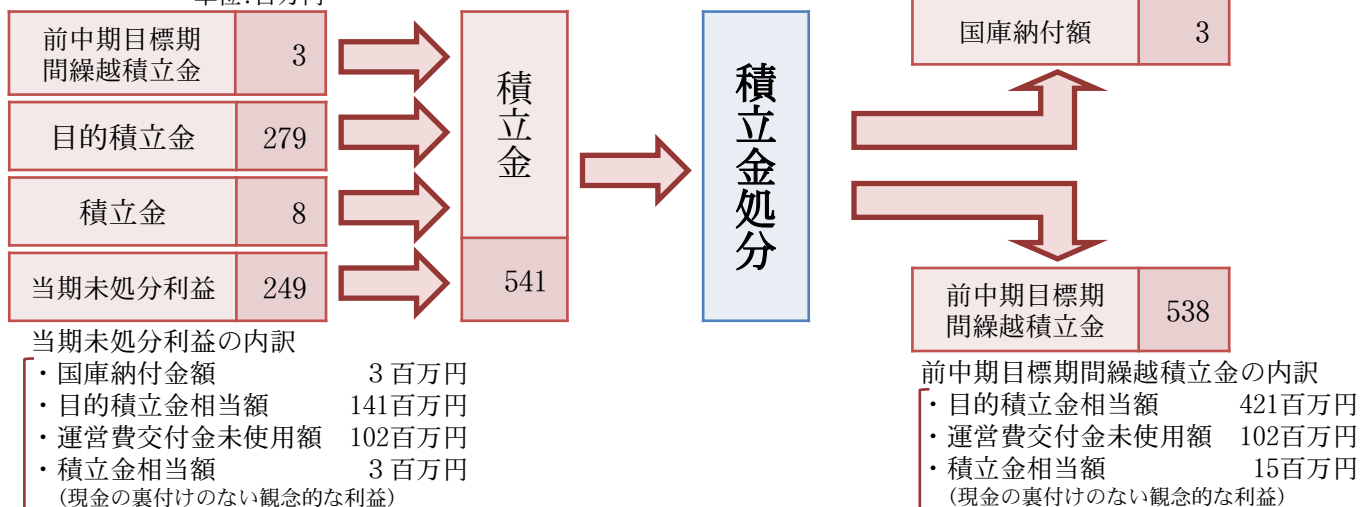 単位:百万円
前中期目標期
間繰越積立金
3
目的積立金
279
積立金
8
当期未処分利益
249
積立金
541
積立金処分
国庫納付額
3
前中期目標期
間繰越積立金
538
当期未処分利益の内訳
・国庫納付金額 3百万円
・目的積立金相当額 141百万円
・運営費交付金未使用額 102百万円
・積立金相当額 3百万円
(現金の裏付けのない観念的な利益)
前中期目標期間繰越積立金の内訳
・目的積立金相当額 421百万円
・運営費交付金未使用額 102百万円
・積立金相当額 15百万円
(現金の裏付けのない観念的な利益)